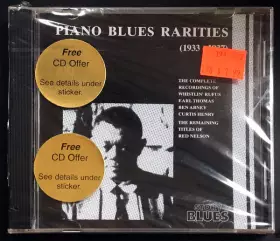 PIANO BLUES RARITIES
(1933 - 1937)
Free
CD Offer
See details under
sticker.
THE COMPLETE
RECORDINGS OF
WHISTLIN' RUFUS
EARL THOMAS
BEN ABNEY
CURTIS HENRY
THE REMAINING
TITLES OF
RED NELSON
Free
CD Offer
See details under
sticker.
BLUES